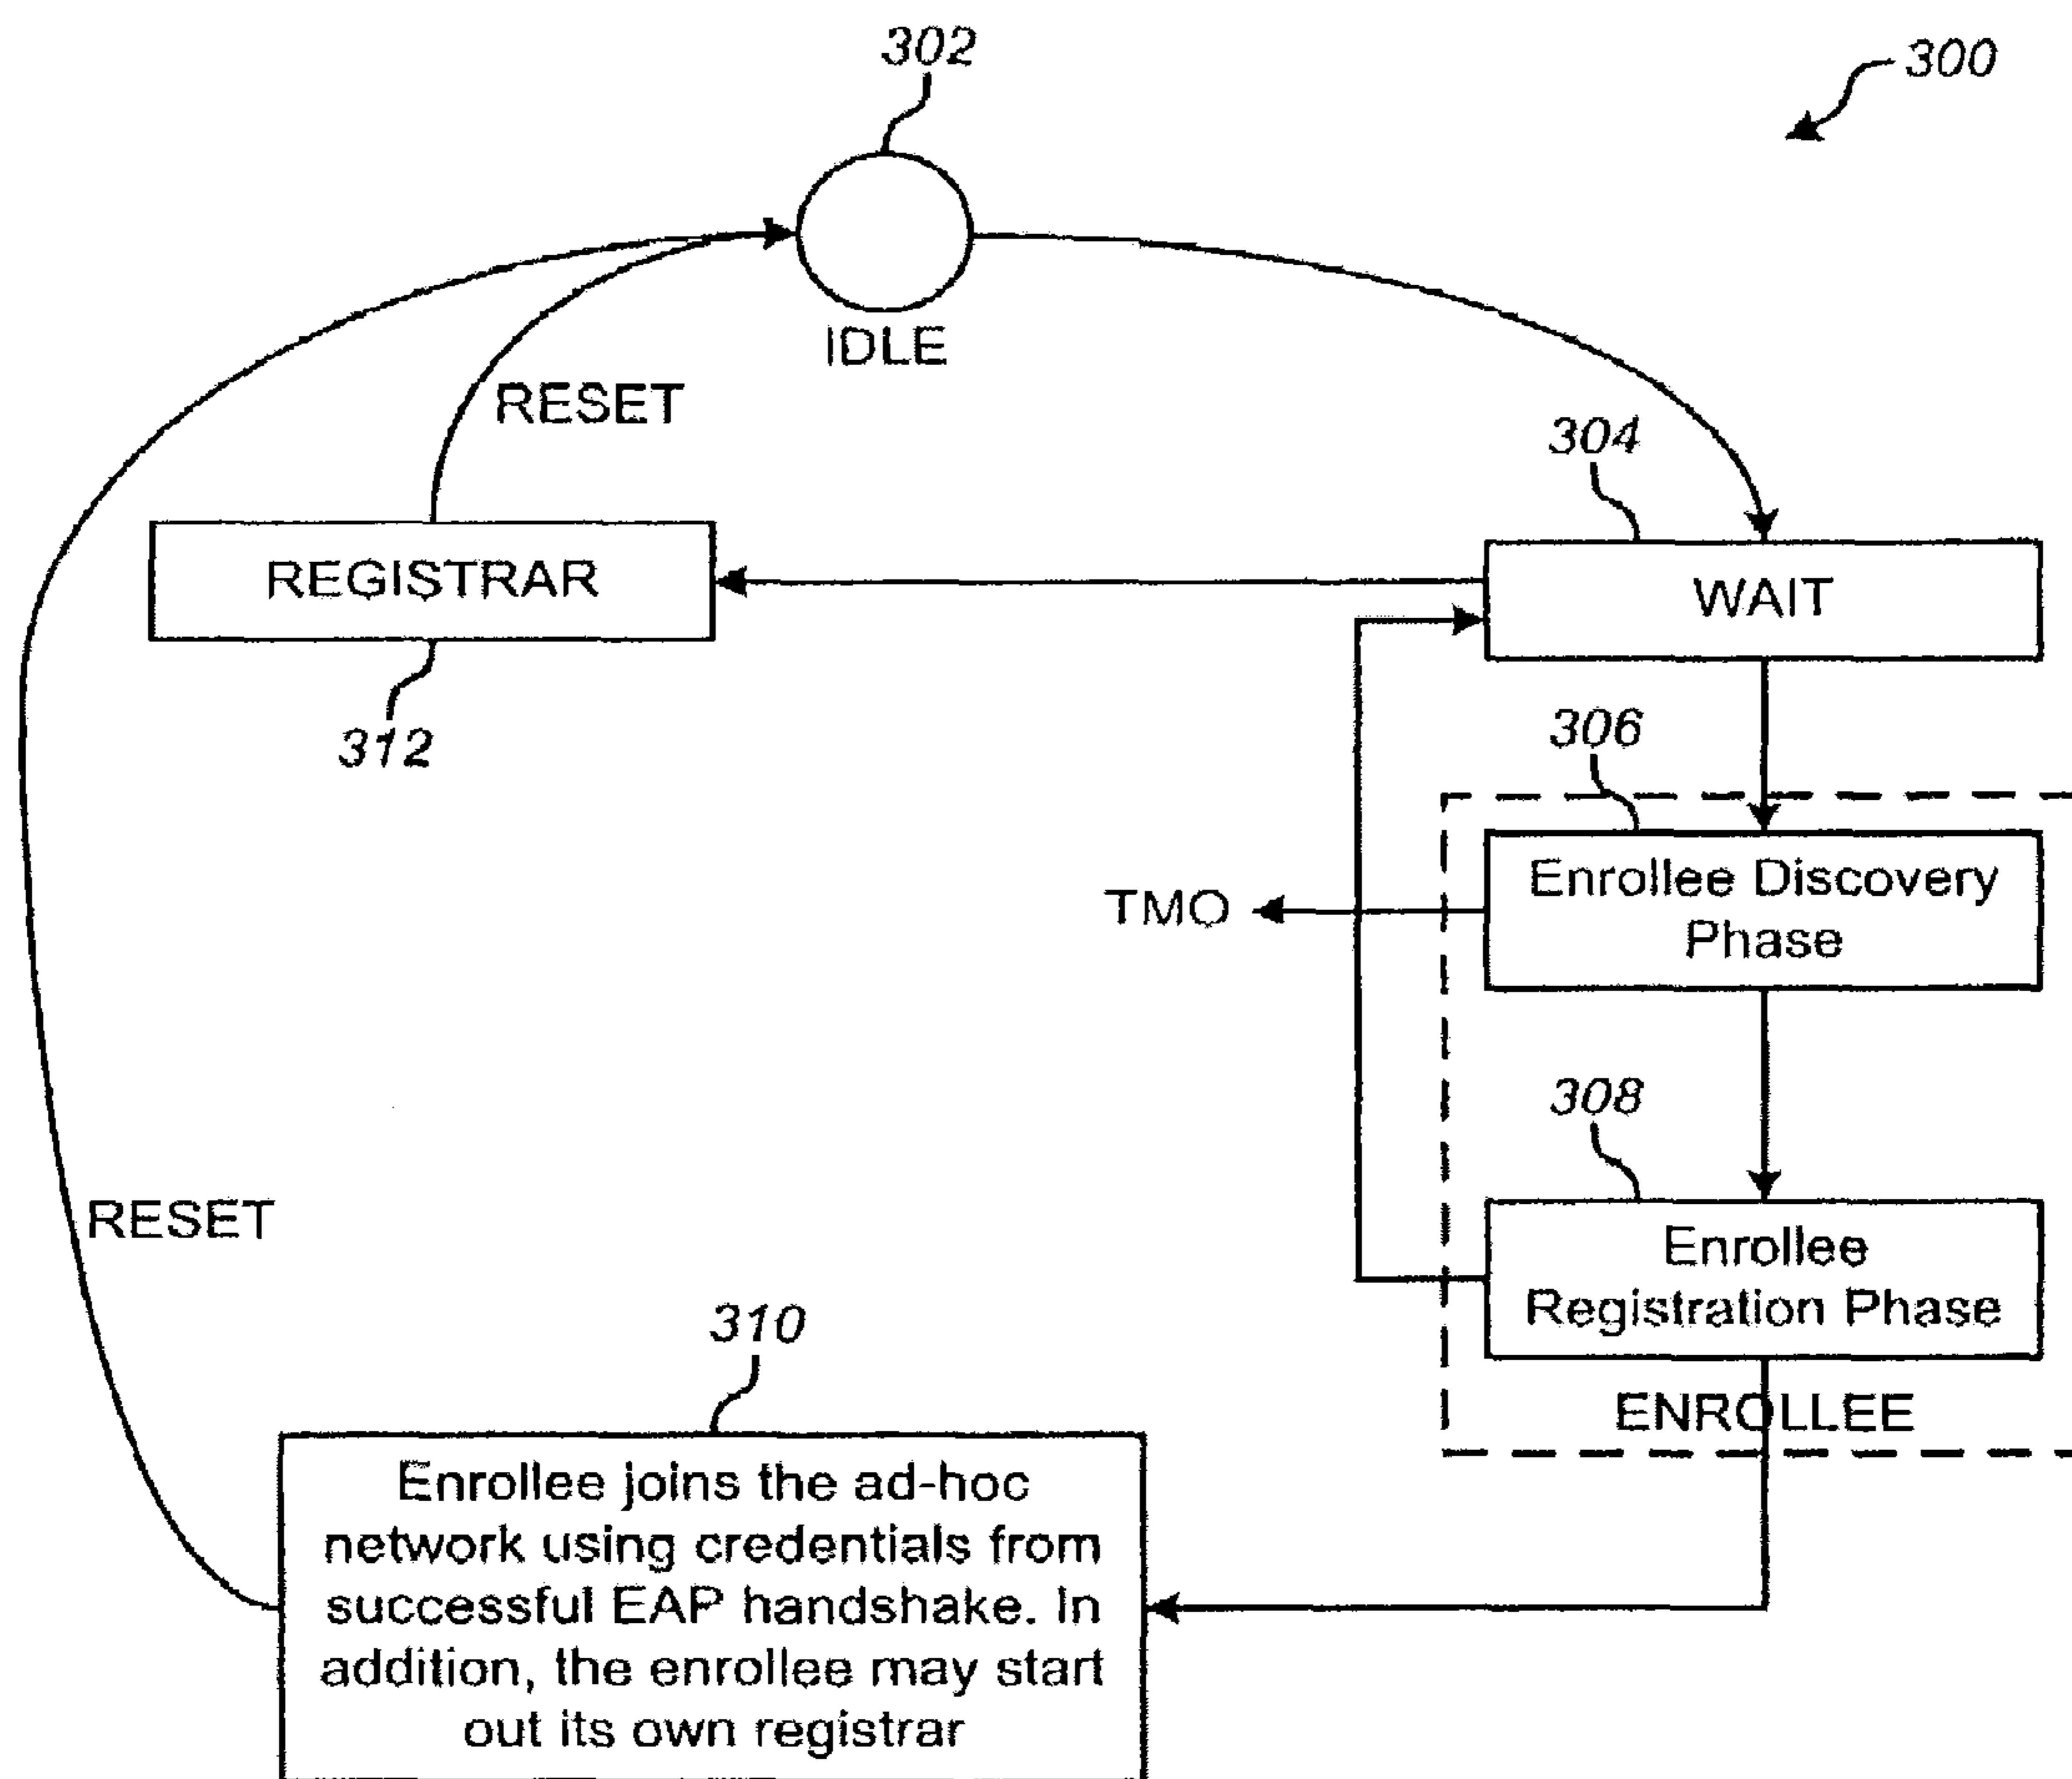 302
300
IDLE
RESET
304
REGISTRAR
WAIT
312
306
Enrollee Discovery
Phase
TMO
308
Enrollee
Registration Phase
RESET
310
ENROLLEE
Enrollee joins the ad-hoc
network using credentials from
successful EAP handshake. In
addition, the enrollee may start
out its own registrar